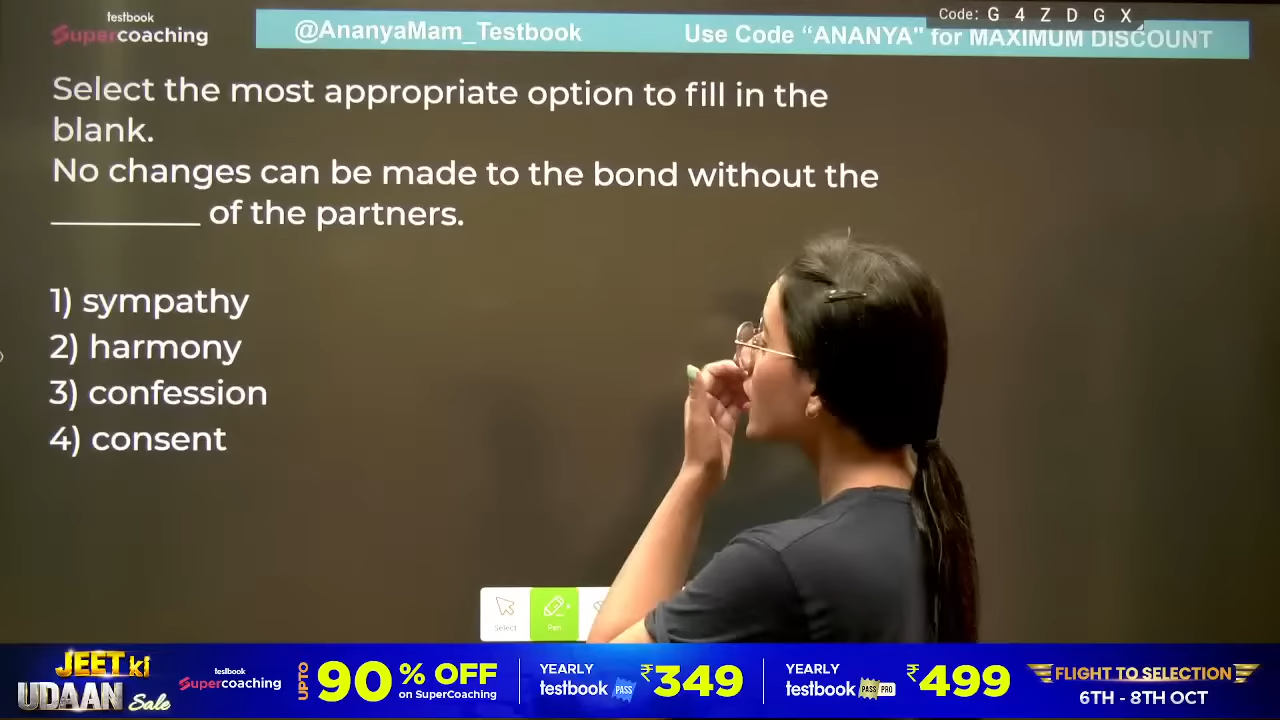 testbook
Supercoaching
@AnanyaMam_Testbook
Use Code “ANANYA" for MAXIMUM DISCOUNT
Code: G 4 Z D G X
Select the most appropriate option to fill in the
blank.
No changes can be made to the bond without the
________ of the partners.
1) sympathy
2) harmony
3) confession
4) consent
Select
Pen
JEET ki
UDAAN Sale
testbook
Supercoaching
UPTO 90% OFF
on SuperCoaching
YEARLY
testbook PASS
₹349
YEARLY
testbook PASS PRO
₹499
FLIGHT TO SELECTION
6TH - 8TH OCT